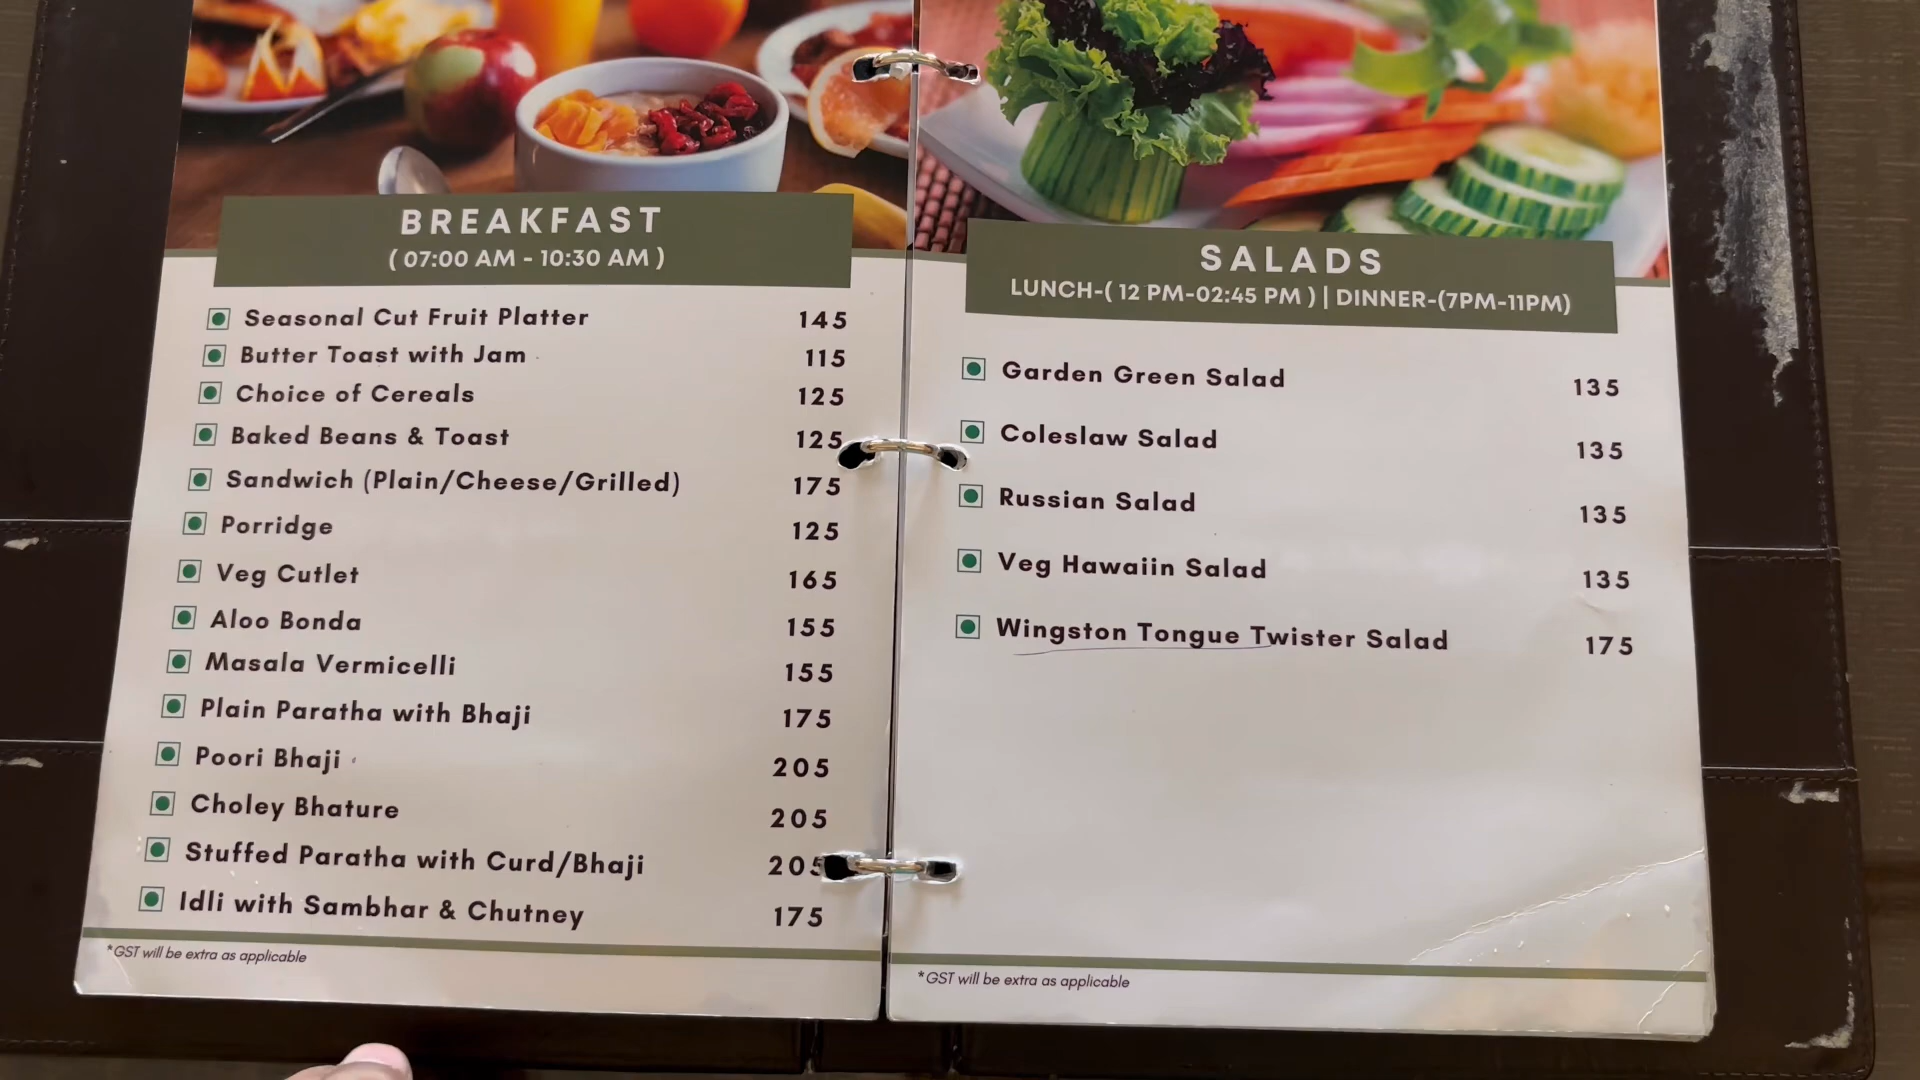 BREAKFAST
( 07:00 AM - 10:30 AM )
Seasonal Cut Fruit Platter 145
Butter Toast with Jam 115
Choice of Cereals 125
Baked Beans & Toast 125
Sandwich (Plain/Cheese/Grilled) 175
Porridge 125
Veg Cutlet 165
Aloo Bonda 155
Masala Vermicelli 155
Plain Paratha with Bhaji 175
Poori Bhaji 205
Choley Bhature 205
Stuffed Paratha with Curd/Bhaji 205
Idli with Sambhar & Chutney 175
*GST will be extra as applicable
SALADS
LUNCH-( 12 PM-02:45 PM ) | DINNER-(7PM-11PM)
Garden Green Salad 135
Coleslaw Salad 135
Russian Salad 135
Veg Hawaiin Salad 135
Wingston Tongue Twister Salad 175
*GST will be extra as applicable